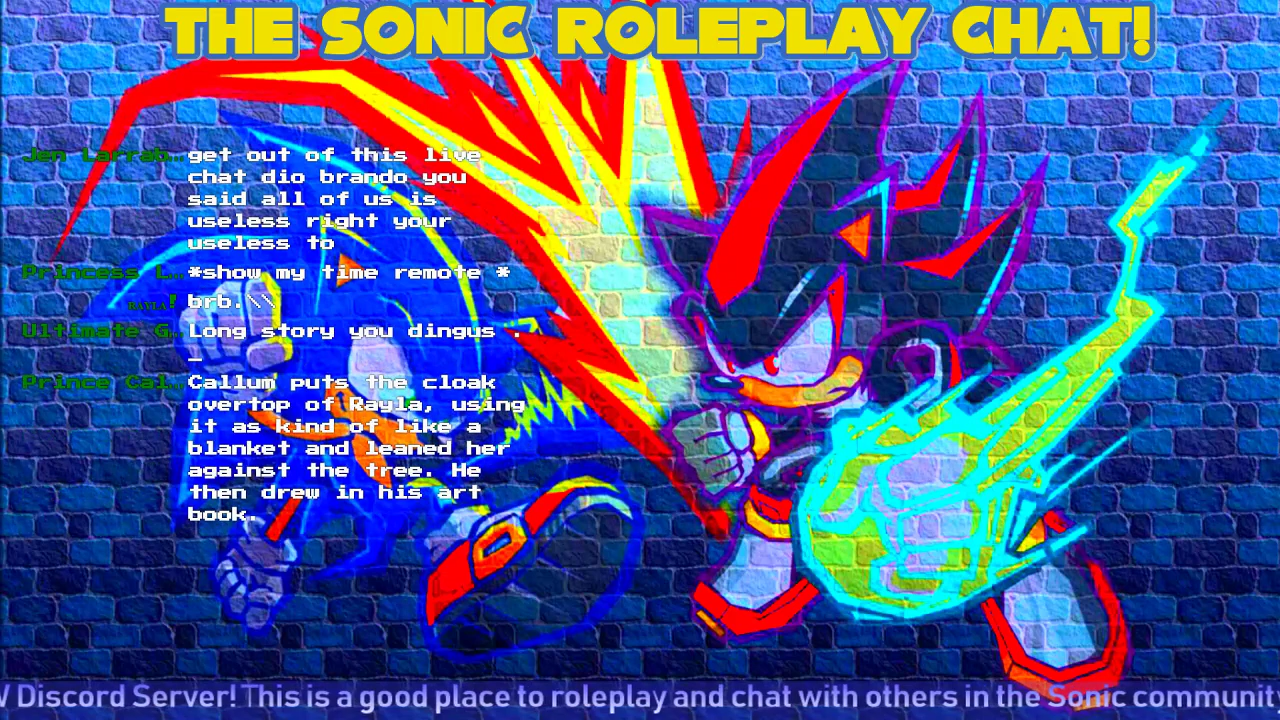 THE SONIC ROLEPLAY CHAT!
Jen Larrab… get out of this live
chat dio brando you
said all of us is
useless right your
useless to
Princess L… *show my time remote *
RAYLA! brb.\\
Ultimate G… Long story you dingus .
_
Prince Cal… Callum puts the cloak
overtop of Rayla, using
it as kind of like a
blanket and leaned her
against the tree. He
then drew in his art
book.
W Discord Server! This is a good place to roleplay and chat with others in the Sonic community